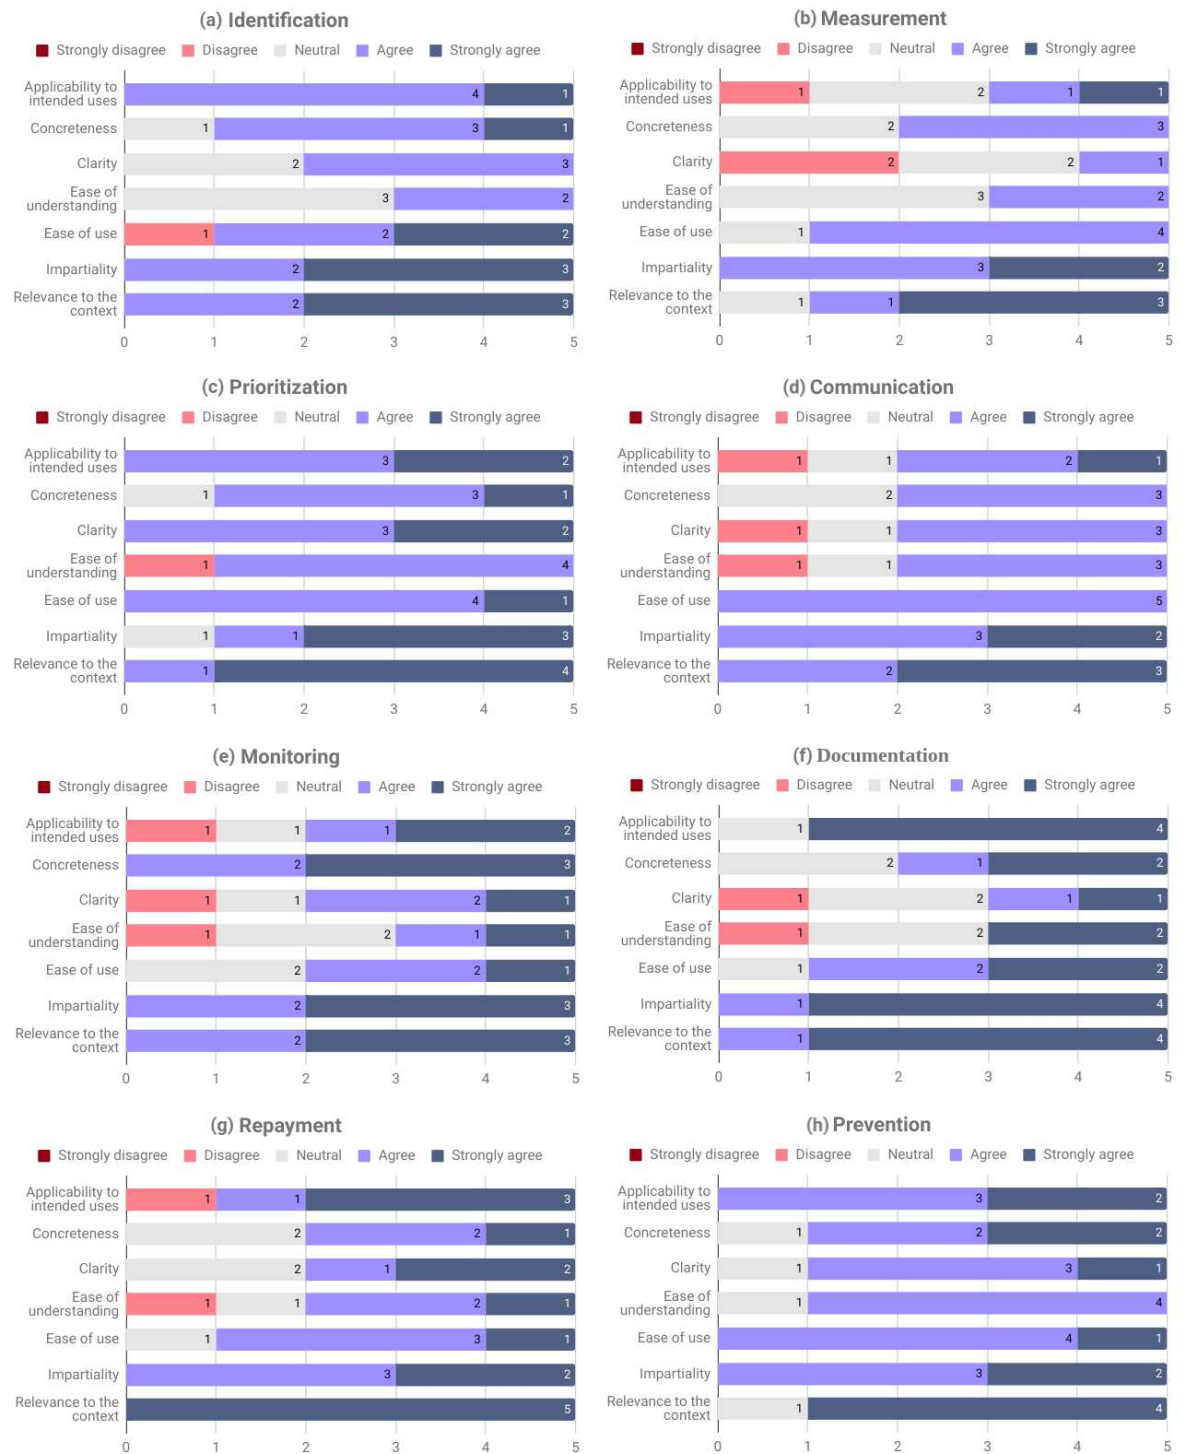 (a) Identification
Strongly disagree Disagree Neutral Agree Strongly agree
Applicability to
intended uses 4 1
Concreteness 1 3 1
Clarity 2 3
Ease of
understanding 3 2
Ease of use 1 2 2
Impartiality 2 3
Relevance to the
context 2 3
0 1 2 3 4 5
(b) Measurement
Strongly disagree Disagree Neutral Agree Strongly agree
Applicability to
intended uses 1 2 1 1
Concreteness 2 3
Clarity 2 2 1
Ease of
understanding 3 2
Ease of use 1 4
Impartiality 3 2
Relevance to the
context 1 1 3
0 1 2 3 4 5
(c) Prioritization
Strongly disagree Disagree Neutral Agree Strongly agree
Applicability to
intended uses 3 2
Concreteness 1 3 1
Clarity 3 2
Ease of
understanding 1 4
Ease of use 4 1
Impartiality 1 1 3
Relevance to the
context 1 4
0 1 2 3 4 5
(d) Communication
Strongly disagree Disagree Neutral Agree Strongly agree
Applicability to
intended uses 1 1 2 1
Concreteness 2 3
Clarity 1 1 3
Ease of
understanding 1 1 3
Ease of use 5
Impartiality 3 2
Relevance to the
context 2 3
0 1 2 3 4 5
(e) Monitoring
Strongly disagree Disagree Neutral Agree Strongly agree
Applicability to
intended uses 1 1 1 2
Concreteness 2 3
Clarity 1 1 2 1
Ease of
understanding 1 2 1 1
Ease of use 2 2 1
Impartiality 2 3
Relevance to the
context 2 3
0 1 2 3 4 5
(f) Documentation
Strongly disagree Disagree Neutral Agree Strongly agree
Applicability to
intended uses 1 4
Concreteness 2 1 2
Clarity 1 2 1 1
Ease of
understanding 1 2 2
Ease of use 1 2 2
Impartiality 1 4
Relevance to the
context 1 4
0 1 2 3 4 5
(g) Repayment
Strongly disagree Disagree Neutral Agree Strongly agree
Applicability to
intended uses 1 1 3
Concreteness 2 2 1
Clarity 2 1 2
Ease of
understanding 1 1 2 1
Ease of use 1 3 1
Impartiality 3 2
Relevance to the
context 5
0 1 2 3 4 5
(h) Prevention
Strongly disagree Disagree Neutral Agree Strongly agree
Applicability to
intended uses 3 2
Concreteness 1 2 2
Clarity 1 3 1
Ease of
understanding 1 4
Ease of use 4 1
Impartiality 3 2
Relevance to the
context 1 4
0 1 2 3 4 5